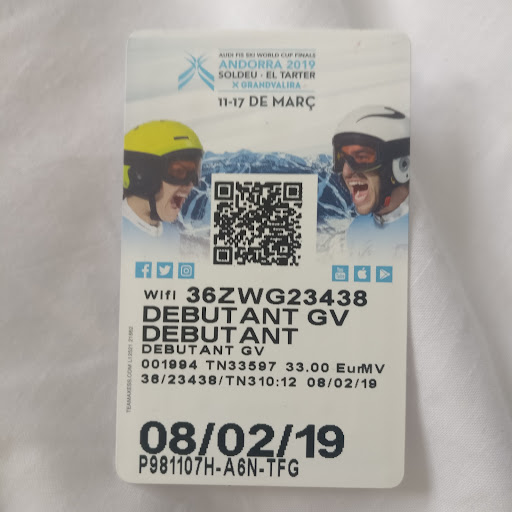 AUDI FIS SKI WORLD CUP FINALS
ANDORRA 2019
SOLDEU · EL TARTER
GRANDVALIRA
11-17 DE MARÇ
Wifi 36ZWG23438
DEBUTANT GV
DEBUTANT
DEBUTANT GV
001994 TN33597 33.00 EurMV
36/23438/TN310:12 08/02/19
08/02/19
P981107H-A6N-TFG